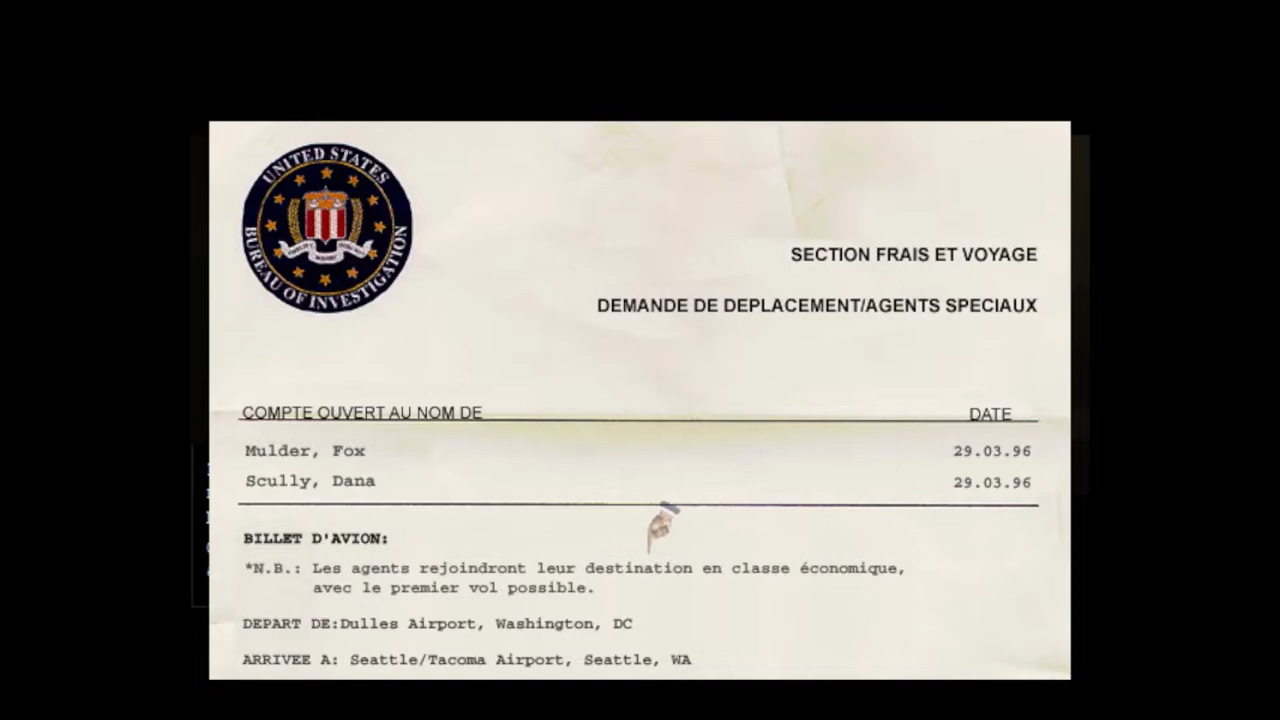 UNITED STATES
BUREAU OF INVESTIGATION
SECTION FRAIS ET VOYAGE
DEMANDE DE DEPLACEMENT/AGENTS SPECIAUX
COMPTE OUVERT AU NOM DE DATE
Mulder, Fox 29.03.96
Scully, Dana 29.03.96
BILLET D'AVION:
*N.B.: Les agents rejoindront leur destination en classe économique,
avec le premier vol possible.
DEPART DE:Dulles Airport, Washington, DC
ARRIVEE A: Seattle/Tacoma Airport, Seattle, WA